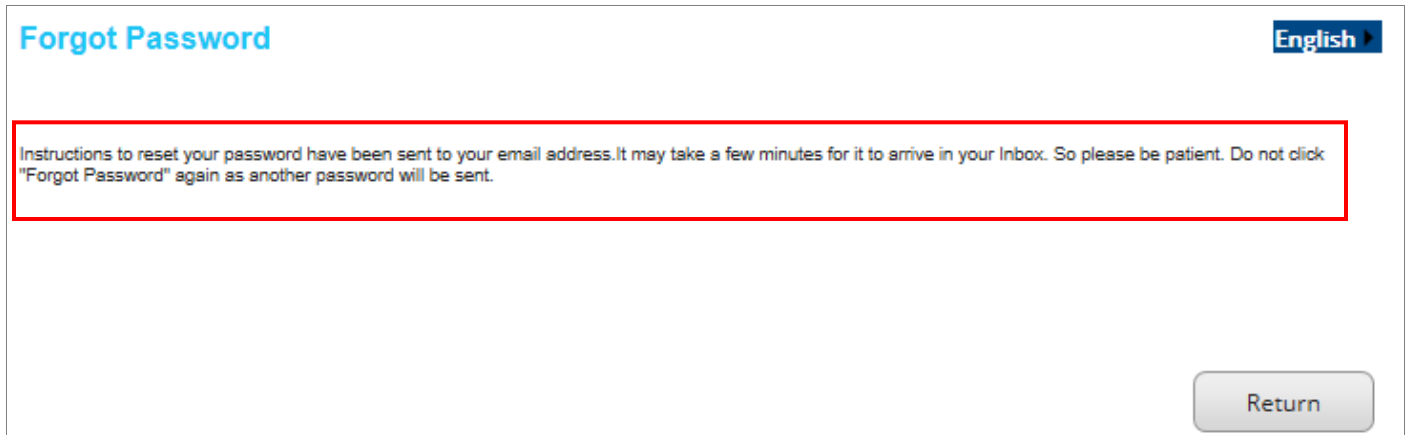 Forgot Password
English
Instructions to reset your password have been sent to your email address.It may take a few minutes for it to arrive in your Inbox. So please be patient. Do not click
"Forgot Password" again as another password will be sent.
Return